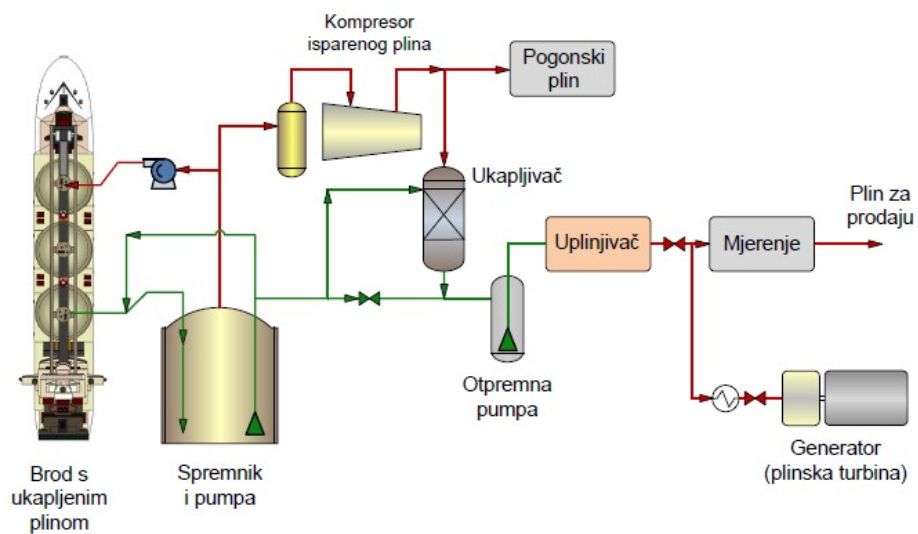 Kompresor
isparenog plina
Pogonski
plin
Ukapljivač
Plin za
prodaju
Uplinjivač
Mjerenje
Otpremna
pumpa
Generator
(plinska turbina)
Brod s
ukapljenim
plinom
Spremnik
i pumpa